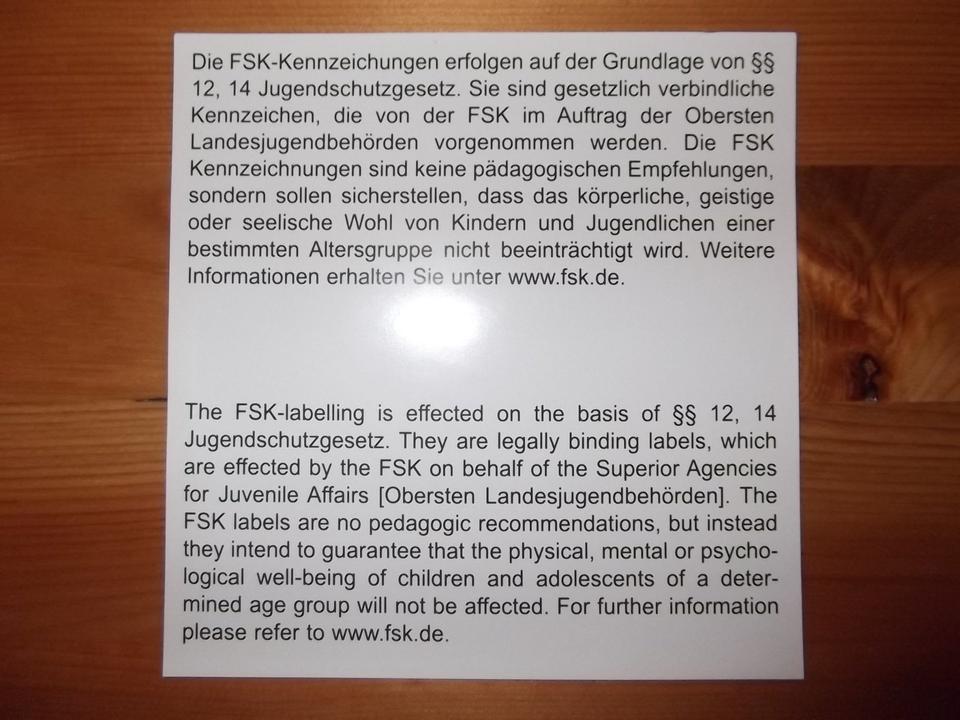 Die FSK-Kennzeichungen erfolgen auf der Grundlage von §§
12, 14 Jugendschutzgesetz. Sie sind gesetzlich verbindliche
Kennzeichen, die von der FSK im Auftrag der Obersten
Landesjugendbehörden vorgenommen werden. Die FSK
Kennzeichnungen sind keine pädagogischen Empfehlungen,
sondern sollen sicherstellen, dass das körperliche, geistige
oder seelische Wohl von Kindern und Jugendlichen einer
bestimmten Altersgruppe nicht beeinträchtigt wird. Weitere
Informationen erhalten Sie unter www.fsk.de.
The FSK-labelling is effected on the basis of §§ 12, 14
Jugendschutzgesetz. They are legally binding labels, which
are effected by the FSK on behalf of the Superior Agencies
for Juvenile Affairs [Obersten Landesjugendbehörden]. The
FSK labels are no pedagogic recommendations, but instead
they intend to guarantee that the physical, mental or psycho-
logical well-being of children and adolescents of a deter-
mined age group will not be affected. For further information
please refer to www.fsk.de.